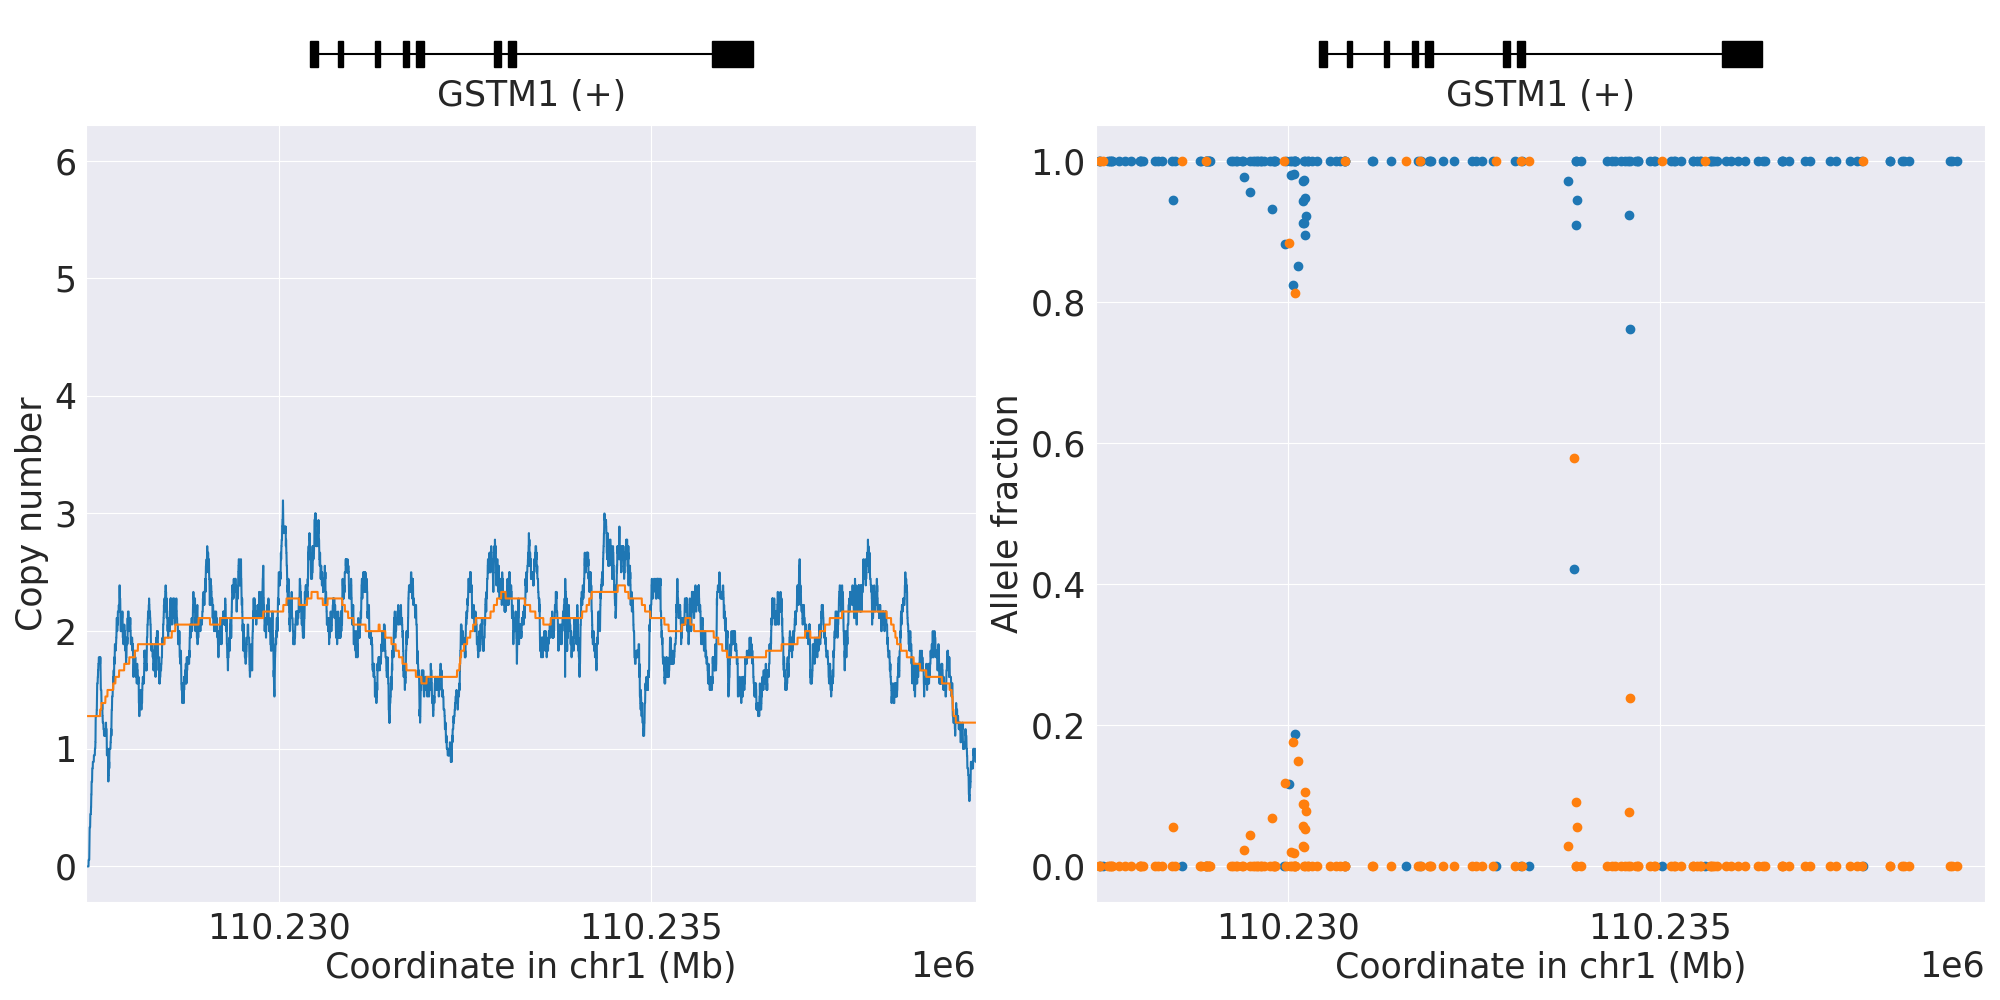 GSTM1 (+)
6
5
4
3
2
1
0
Copy number
110.230
110.235
Coordinate in chr1 (Mb)
1e6
GSTM1 (+)
1.0
0.8
0.6
0.4
0.2
0.0
Allele fraction
110.230
110.235
Coordinate in chr1 (Mb)
1e6